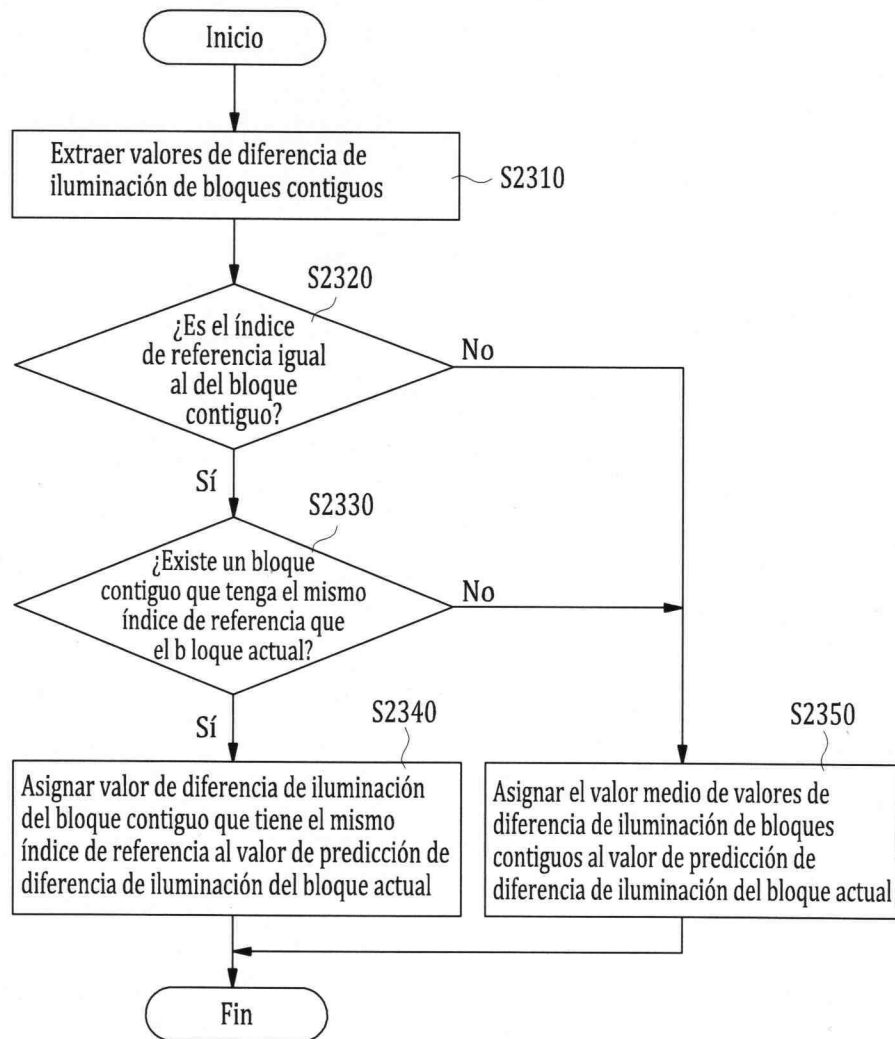 Inicio
Extraer valores de diferencia de
iluminación de bloques contiguos
S2310
S2320
¿Es el índice
de referencia igual
al del bloque
contiguo?
No
Sí
S2330
¿Existe un bloque
contiguo que tenga el mismo
índice de referencia que
el b loque actual?
No
Sí
S2340
Asignar valor de diferencia de iluminación
del bloque contiguo que tiene el mismo
índice de referencia al valor de predicción de
diferencia de iluminación del bloque actual
S2350
Asignar el valor medio de valores de
diferencia de iluminación de bloques
contiguos al valor de predicción de
diferencia de iluminación del bloque actual
Fin